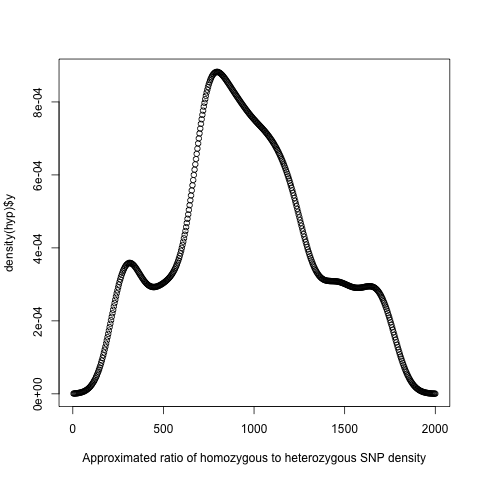 density(hyp)$y
8e-04
6e-04
4e-04
2e-04
0e+00
0 500 1000 1500 2000
Approximated ratio of homozygous to heterozygous SNP density